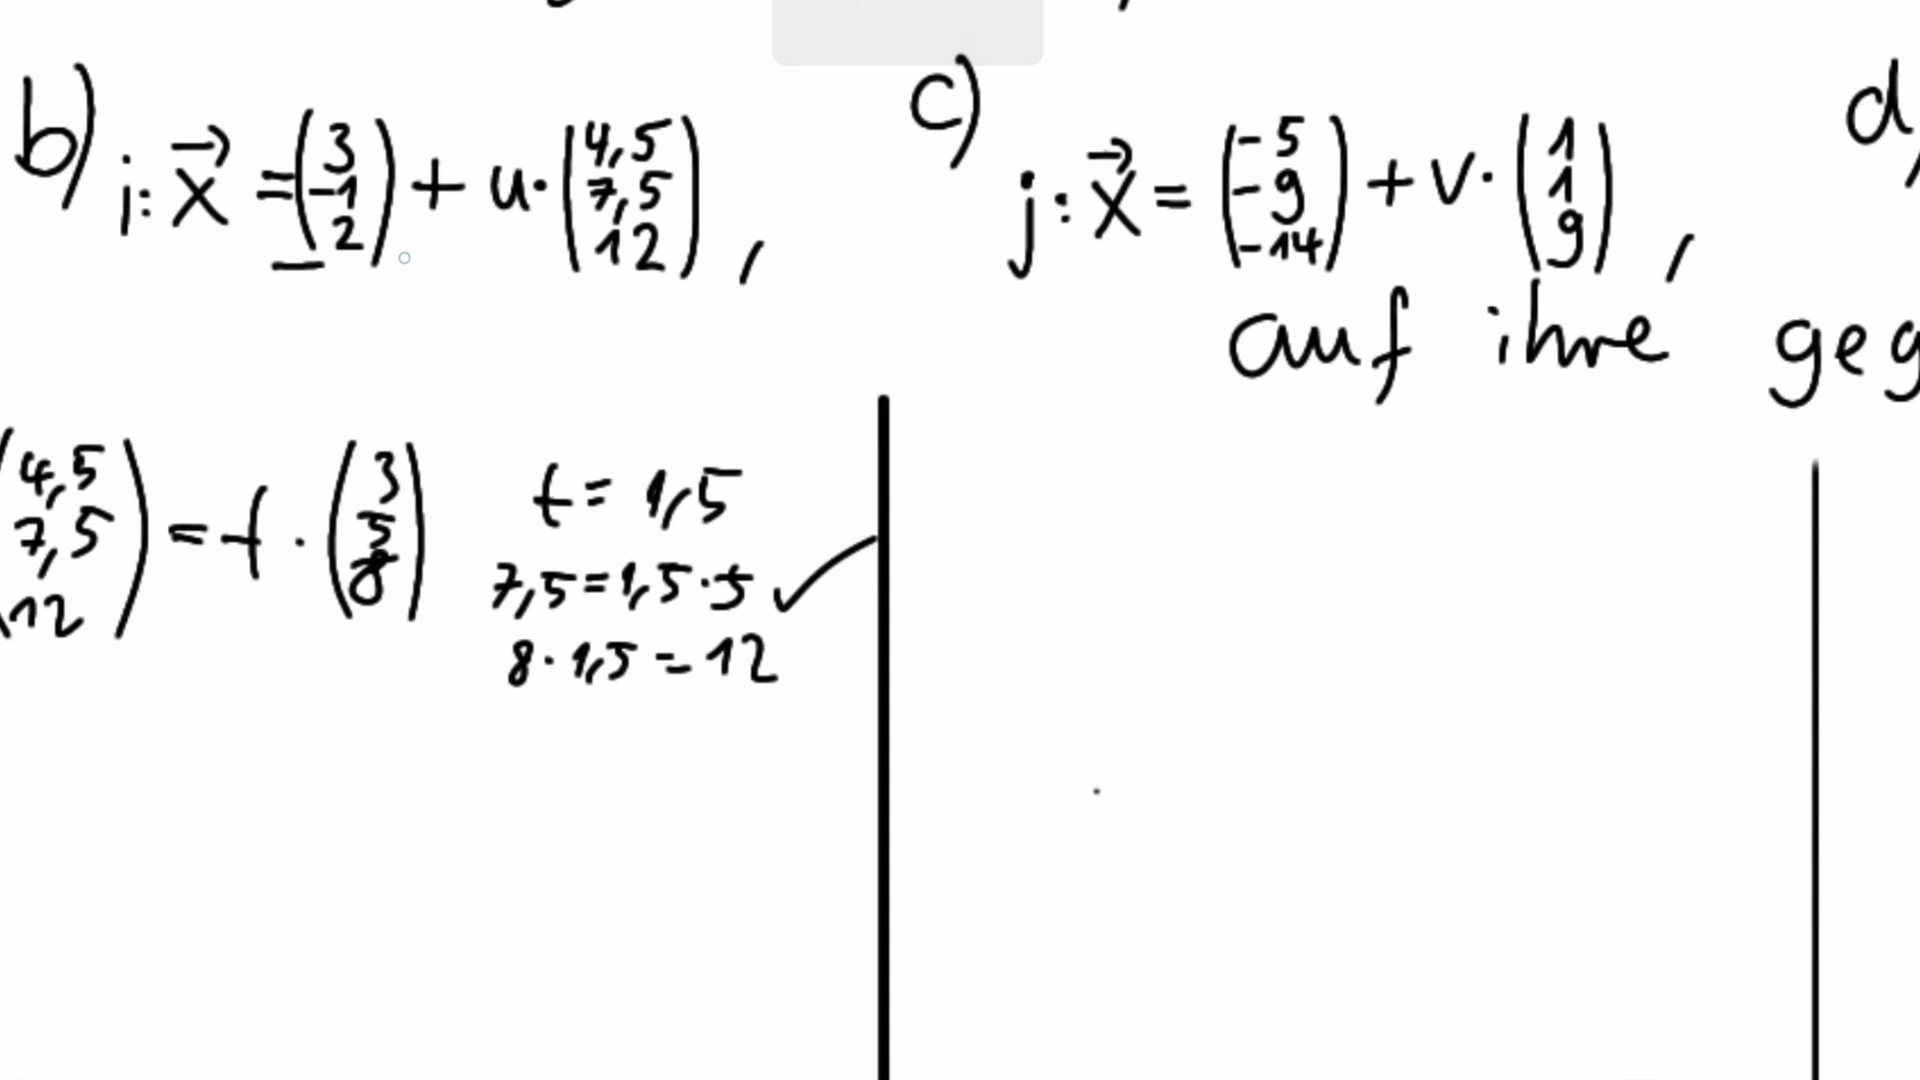 b) i: x⃗ = (3 -1 2) + u · (4,5 7,5 12) ,
c) j: x⃗ = (-5 -9 -14) + v · (1 1 9) ,
d)
auf ihre geg
(4,5 7,5 12) = t · (3 5 8)
t = 1,5
7,5 = 1,5 · 5 ✓
8 · 1,5 = 12